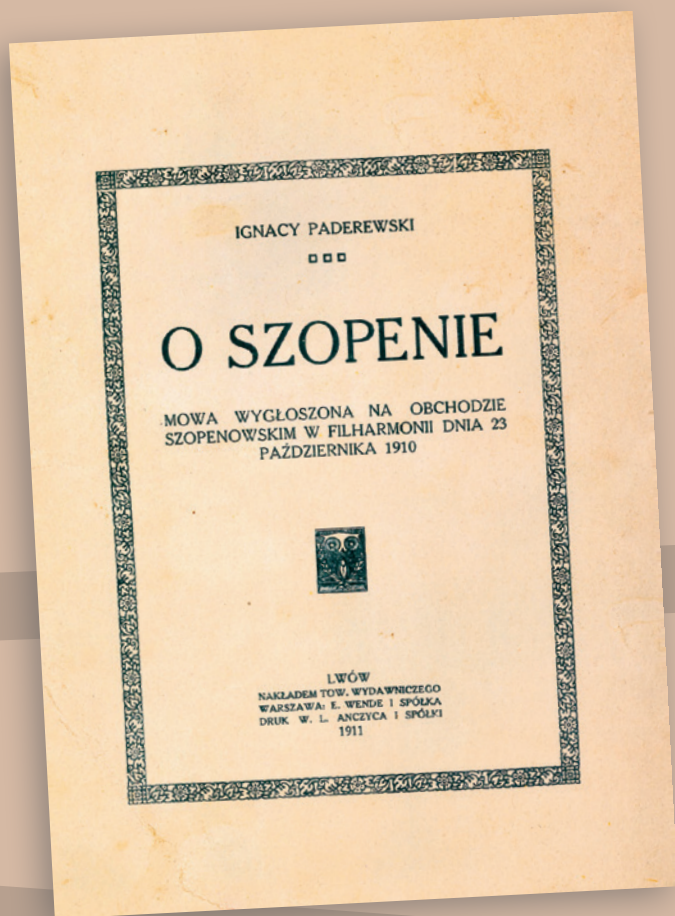 IGNACY PADEREWSKI
O SZOPENIE
MOWA WYGŁOSZONA NA OBCHODZIE
SZOPENOWSKIM W FILHARMONII DNIA 23
PAŹDZIERNIKA 1910
LWÓW
NAKŁADEM TOW. WYDAWNICZEGO
WARSZAWA: E. WENDE I SPÓŁKA
DRUK W. L. ANCZYCA I SPÓŁKI
1911